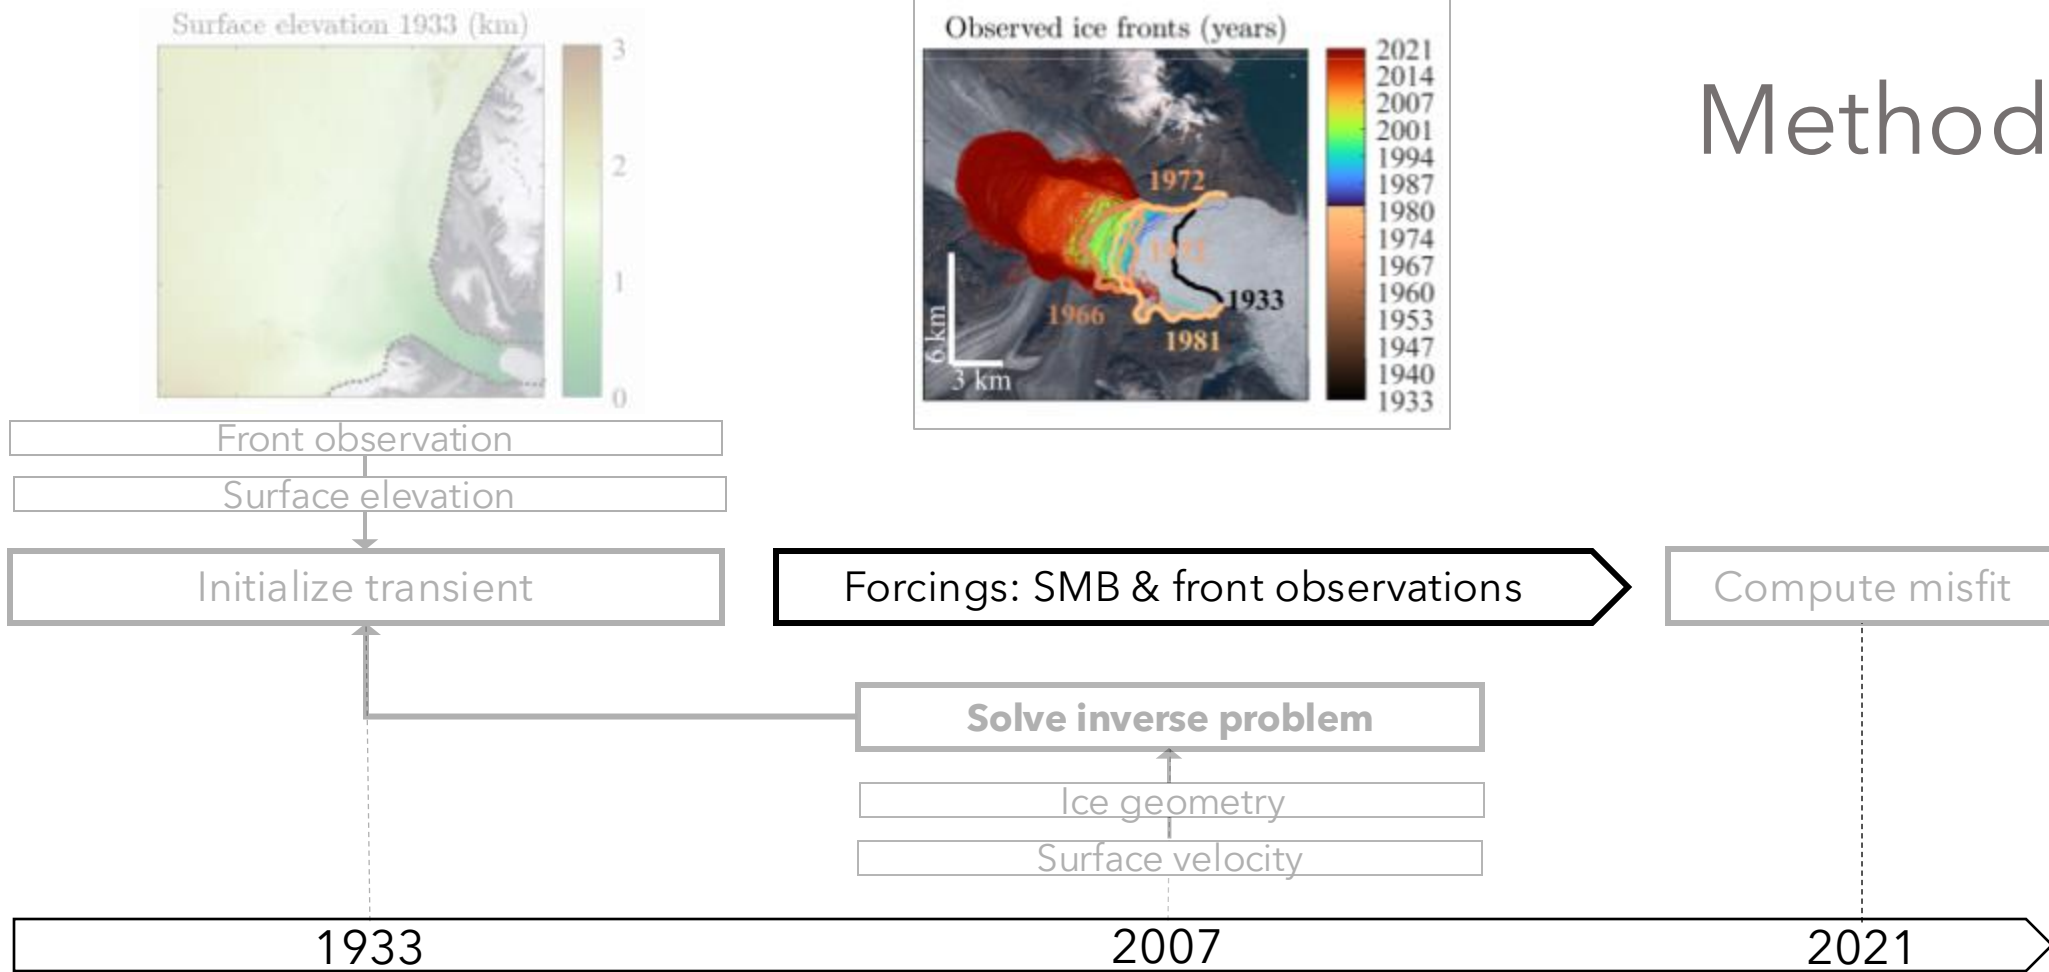 Surface elevation 1933 (km)
3
2
1
0
Observed ice fronts (years)
1972
1972
1933
1966
1981
6 km
3 km
2021
2014
2007
2001
1994
1987
1980
1974
1967
1960
1953
1947
1940
1933
Method
Front observation
Surface elevation
Initialize transient
Forcings: SMB & front observations
Compute misfit
Solve inverse problem
Ice geometry
Surface velocity
1933
2007
2021